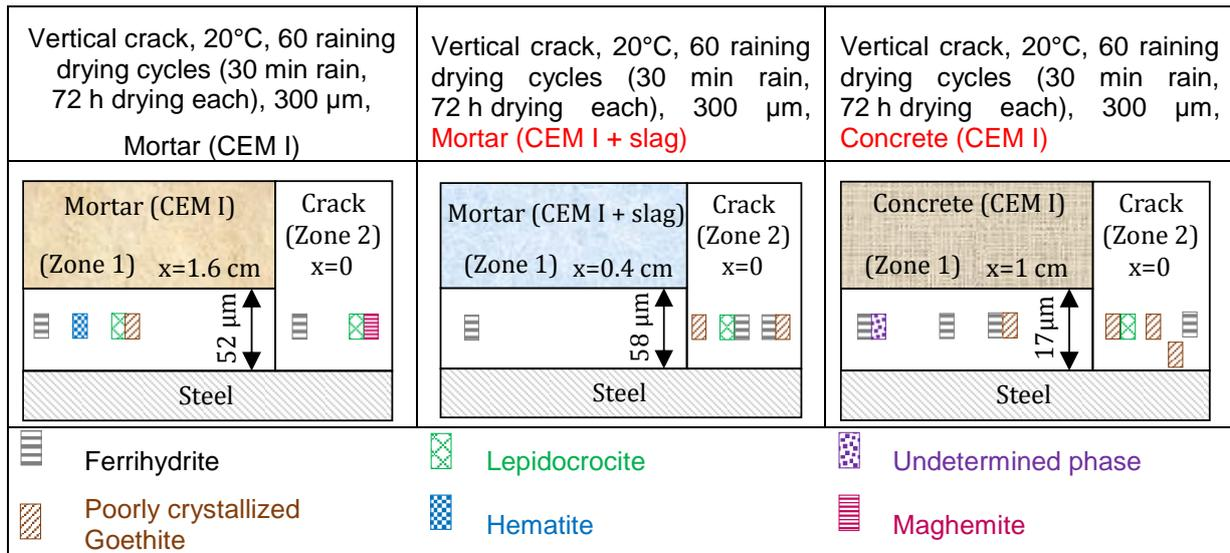 Vertical crack, 20°C, 60 raining
drying cycles (30 min rain,
72 h drying each), 300 µm,
Mortar (CEM I)
Vertical crack, 20°C, 60 raining
drying cycles (30 min rain,
72 h drying each), 300 µm,
Mortar (CEM I + slag)
Vertical crack, 20°C, 60 raining
drying cycles (30 min rain,
72 h drying each), 300 µm,
Concrete (CEM I)
Mortar (CEM I)
(Zone 1) x=1.6 cm
Crack
(Zone 2)
x=0
52 µm
Steel
Mortar (CEM I + slag)
(Zone 1) x=0.4 cm
Crack
(Zone 2)
x=0
58 µm
Steel
Concrete (CEM I)
(Zone 1) x=1 cm
Crack
(Zone 2)
x=0
17µm
Steel
Ferrihydrite
Lepidocrocite
Undetermined phase
Poorly crystallized
Goethite
Hematite
Maghemite